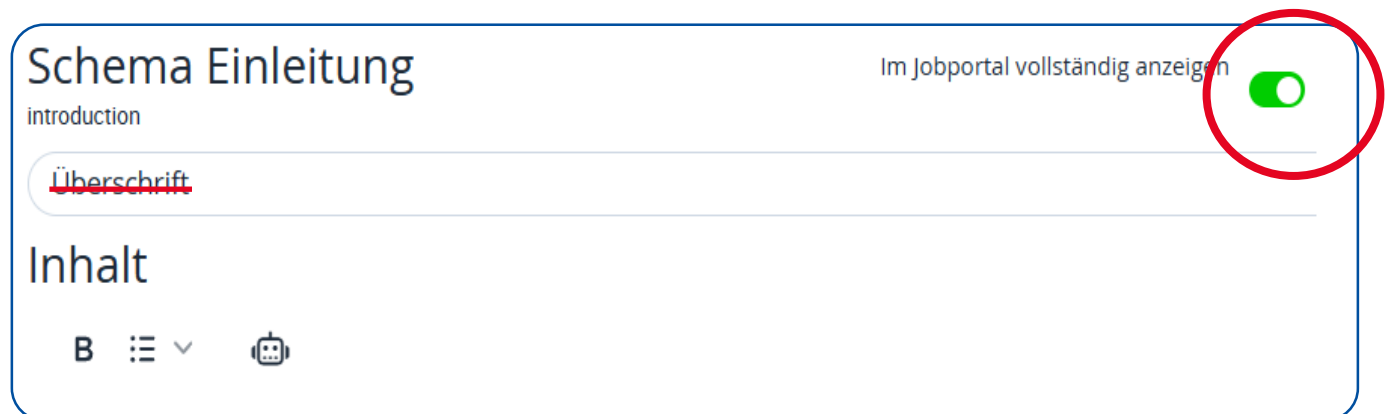 Schema Einleitung
Im Jobportal vollständig anzeigen
introduction
Überschrift
Inhalt
B